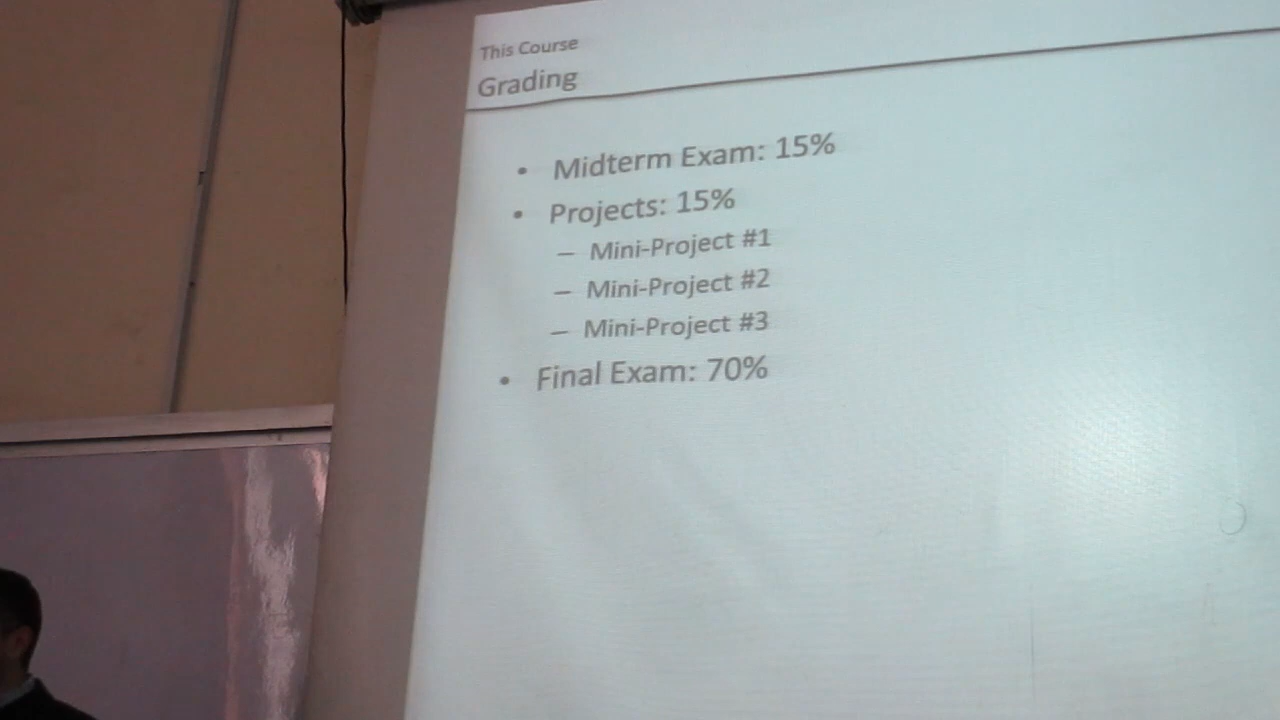 This Course
Grading
• Midterm Exam: 15%
• Projects: 15%
– Mini-Project #1
– Mini-Project #2
– Mini-Project #3
• Final Exam: 70%